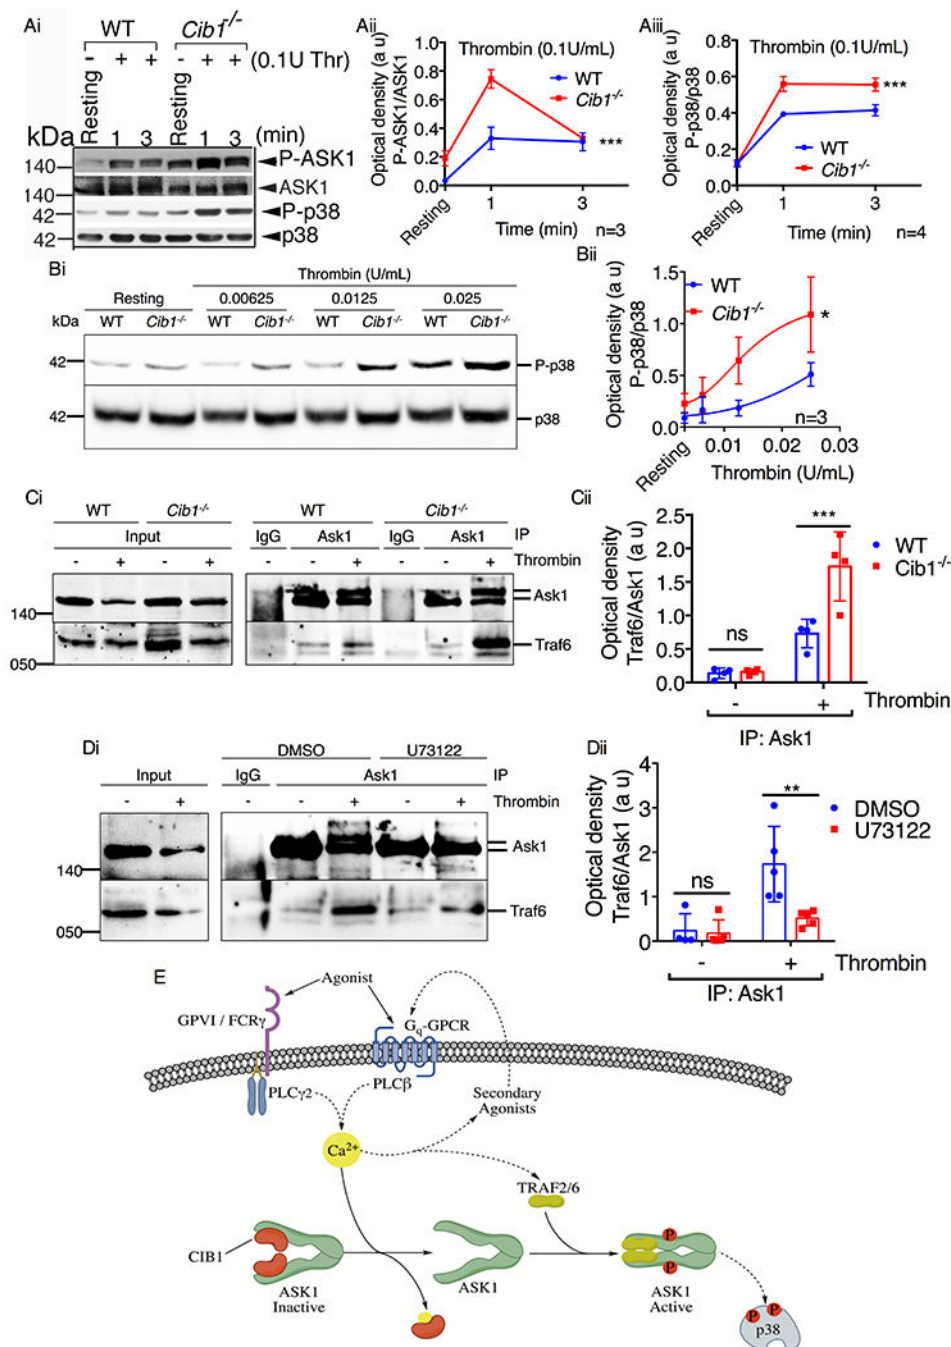 Ai
WT Cib1-/-
- + + - + + (0.1U Thr)
Resting 1 3 Resting 1 3 (min)
kDa
140 P-ASK1
140 ASK1
42 P-p38
42 p38
Aii
Thrombin (0.1U/mL)
Optical density (a u)
P-ASK1/ASK1
1.0
0.8
0.6
0.4
0.2
0.0
WT
Cib1-/-
***
Resting 1 3
Time (min) n=3
Aiii
Thrombin (0.1U/mL)
Optical density (a u)
P-p38/p38
0.8
0.6
0.4
0.2
0.0
***
WT
Cib1-/-
Resting 1 3
Time (min) n=4
Bi
Thrombin (U/mL)
Resting 0.00625 0.0125 0.025
kDa WT Cib1-/- WT Cib1-/- WT Cib1-/- WT Cib1-/-
42 P-p38
42 p38
Bii
Optical density (a u)
P-p38/p38
1.5
1.0
0.5
0.0
WT
Cib1-/-
*
n=3
Resting 0.01 0.02 0.03
Thrombin (U/mL)
Ci
WT Cib1-/- WT Cib1-/-
Input IgG Ask1 IgG Ask1 IP
- + - + - - + - - + Thrombin
140 Ask1
050 Traf6
Cii
Optical density
Traf6/Ask1 (a u)
2.5
2.0
1.5
1.0
0.5
0.0
***
ns
WT
Cib1-/-
- + Thrombin
IP: Ask1
Di
DMSO U73122
Input IgG Ask1 IP
- + - - + - + Thrombin
140 Ask1
050 Traf6
Dii
Optical density
Traf6/Ask1 (a u)
4
3
2
1
0
**
ns
DMSO
U73122
- + Thrombin
IP: Ask1
E
Agonist
GPVI / FCRγ
Gq-GPCR
PLCγ2
PLCβ
Secondary
Agonists
Ca2+
TRAF2/6
CIB1
ASK1
Inactive
ASK1
P
P
ASK1
Active
P P
p38